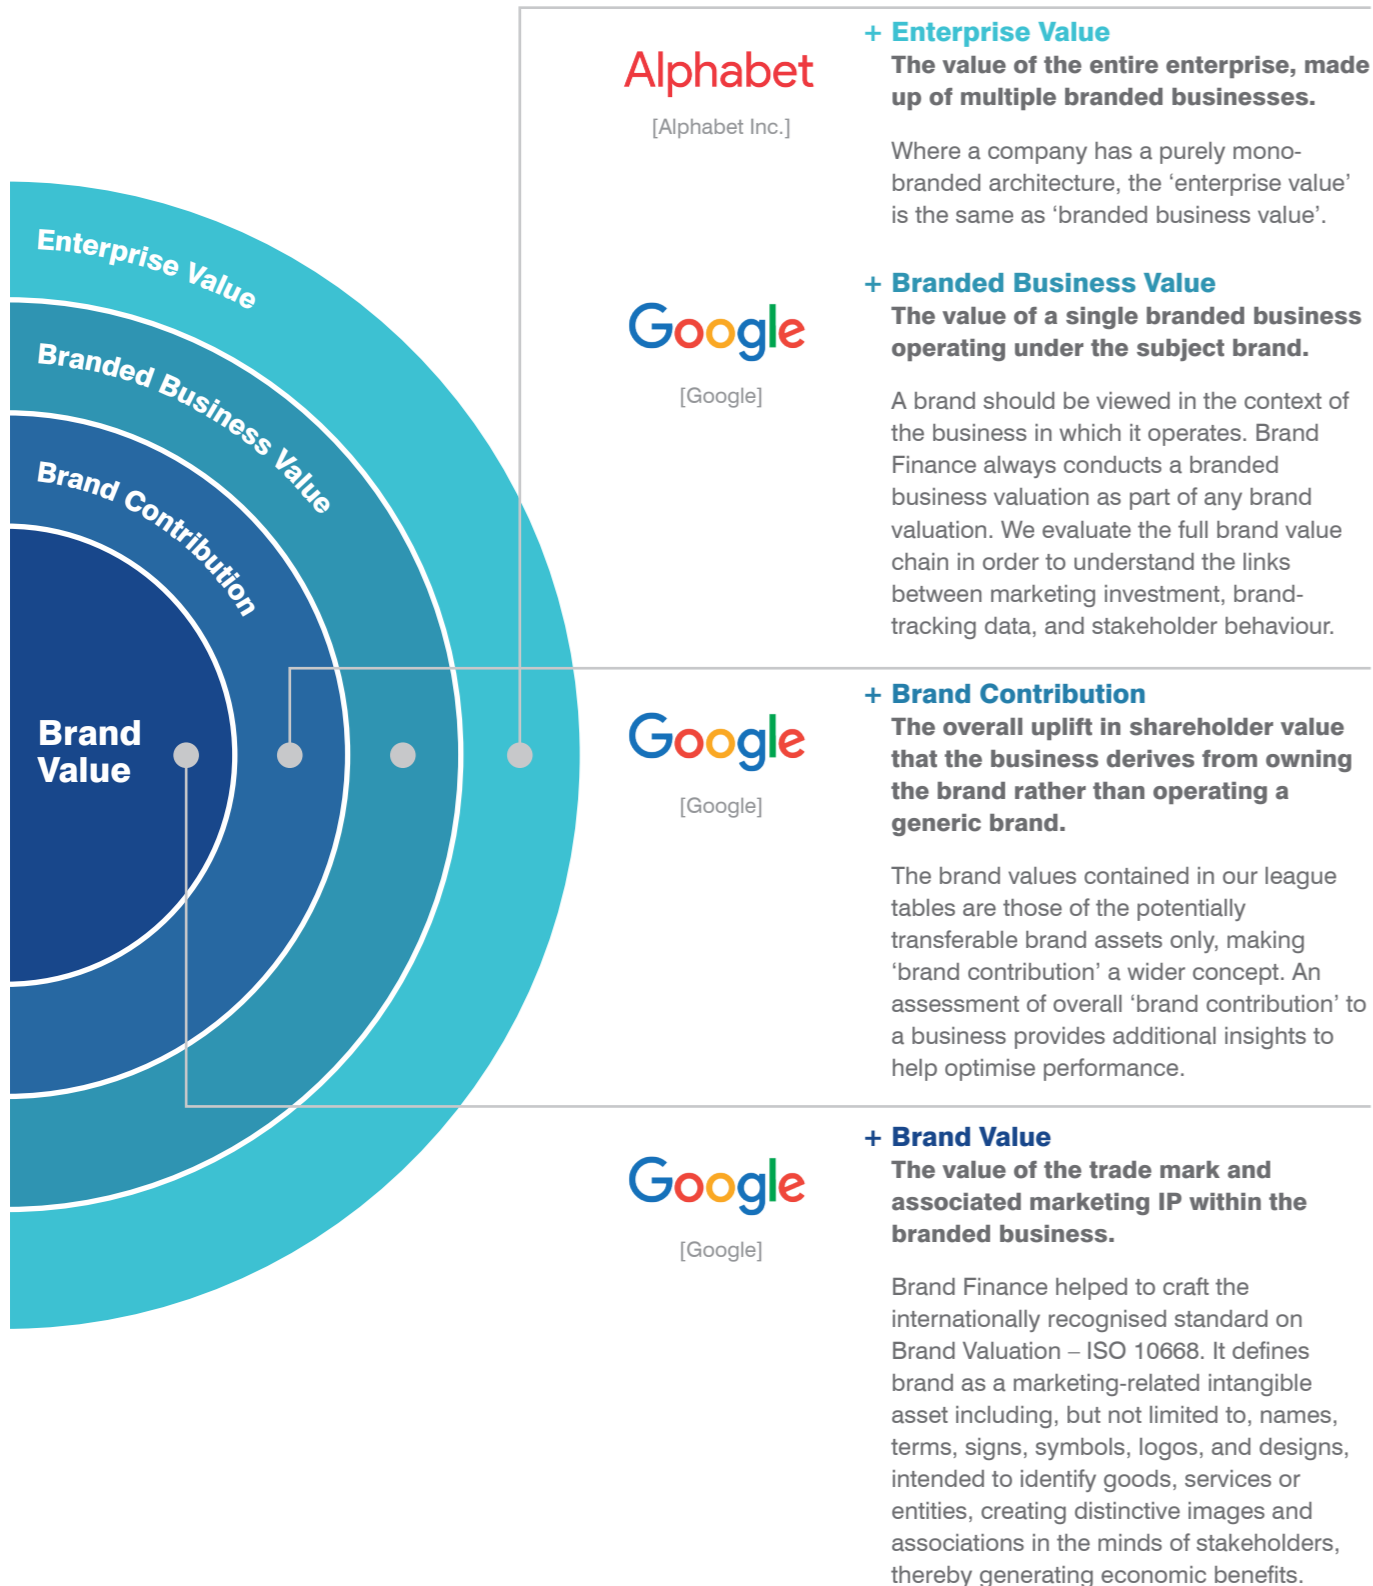 Enterprise Value
Branded Business Value
Brand Contribution
Brand
Value
Alphabet
[Alphabet Inc.]
+ Enterprise Value
The value of the entire enterprise, made
up of multiple branded businesses.
Where a company has a purely mono-
branded architecture, the ‘enterprise value’
is the same as ‘branded business value’.
Google
[Google]
+ Branded Business Value
The value of a single branded business
operating under the subject brand.
A brand should be viewed in the context of
the business in which it operates. Brand
Finance always conducts a branded
business valuation as part of any brand
valuation. We evaluate the full brand value
chain in order to understand the links
between marketing investment, brand-
tracking data, and stakeholder behaviour.
Google
[Google]
+ Brand Contribution
The overall uplift in shareholder value
that the business derives from owning
the brand rather than operating a
generic brand.
The brand values contained in our league
tables are those of the potentially
transferable brand assets only, making
‘brand contribution’ a wider concept. An
assessment of overall ‘brand contribution’ to
a business provides additional insights to
help optimise performance.
Google
[Google]
+ Brand Value
The value of the trade mark and
associated marketing IP within the
branded business.
Brand Finance helped to craft the
internationally recognised standard on
Brand Valuation – ISO 10668. It defines
brand as a marketing-related intangible
asset including, but not limited to, names,
terms, signs, symbols, logos, and designs,
intended to identify goods, services or
entities, creating distinctive images and
associations in the minds of stakeholders,
thereby generating economic benefits.